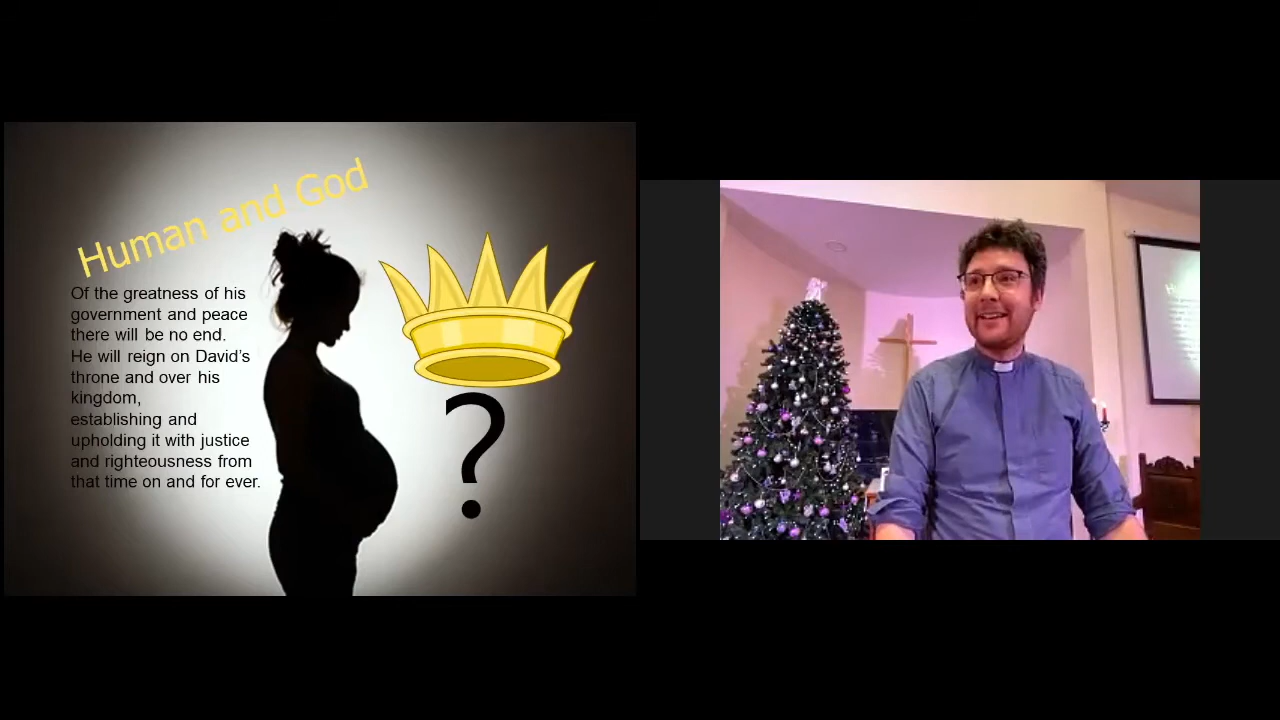 Human and God
Of the greatness of his
government and peace
there will be no end.
He will reign on David’s
throne and over his
kingdom,
establishing and
upholding it with justice
and righteousness from
that time on and for ever.
?